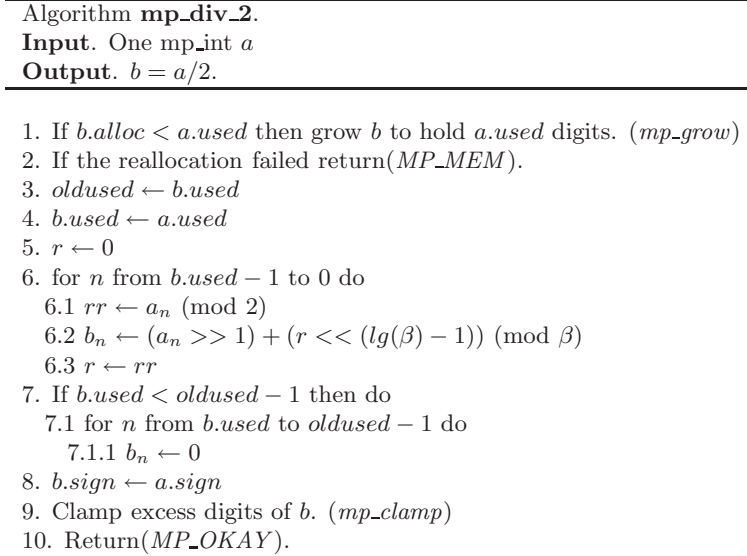 Algorithm mp_div_2.
Input. One mp_int a
Output. b = a/2.
1. If b.alloc < a.used then grow b to hold a.used digits. (mp_grow)
2. If the reallocation failed return(MP_MEM).
3. oldused ← b.used
4. b.used ← a.used
5. r ← 0
6. for n from b.used − 1 to 0 do
6.1 rr ← aₙ (mod 2)
6.2 bₙ ← (aₙ >> 1) + (r << (lg(β) − 1)) (mod β)
6.3 r ← rr
7. If b.used < oldused − 1 then do
7.1 for n from b.used to oldused − 1 do
7.1.1 bₙ ← 0
8. b.sign ← a.sign
9. Clamp excess digits of b. (mp_clamp)
10. Return(MP_OKAY).